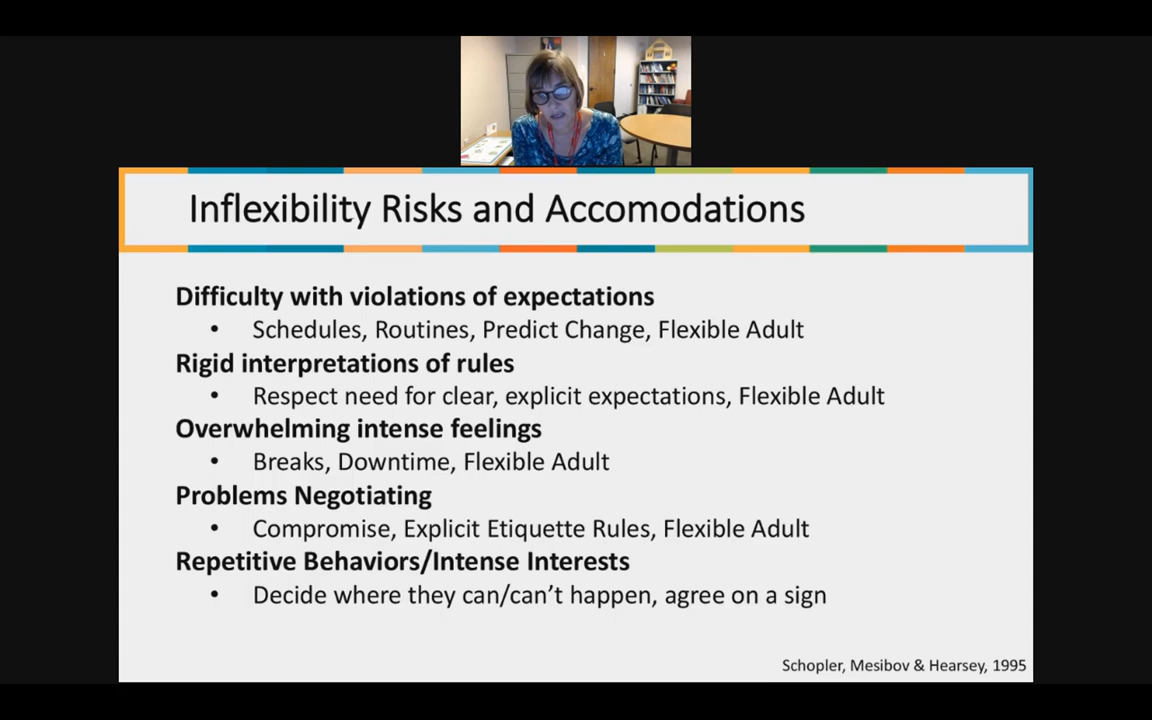 Inflexibility Risks and Accomodations
Difficulty with violations of expectations
• Schedules, Routines, Predict Change, Flexible Adult
Rigid interpretations of rules
• Respect need for clear, explicit expectations, Flexible Adult
Overwhelming intense feelings
• Breaks, Downtime, Flexible Adult
Problems Negotiating
• Compromise, Explicit Etiquette Rules, Flexible Adult
Repetitive Behaviors/Intense Interests
• Decide where they can/can’t happen, agree on a sign
Schopler, Mesibov & Hearsey, 1995